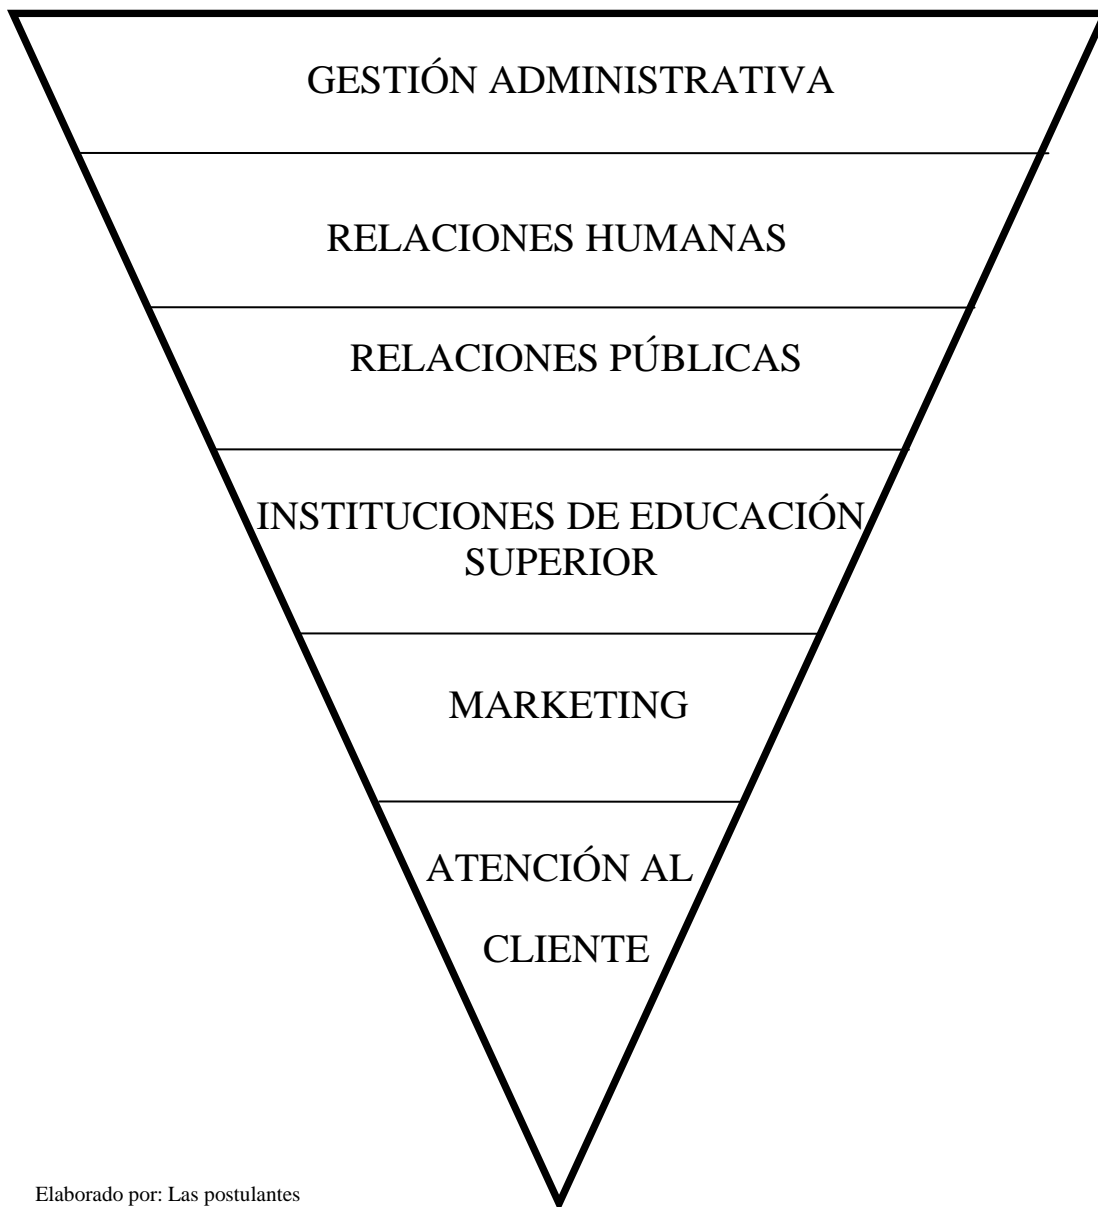 GESTIÓN ADMINISTRATIVA
RELACIONES HUMANAS
RELACIONES PÚBLICAS
INSTITUCIONES DE EDUCACIÓN
SUPERIOR
MARKETING
ATENCIÓN AL
CLIENTE
Elaborado por: Las postulantes